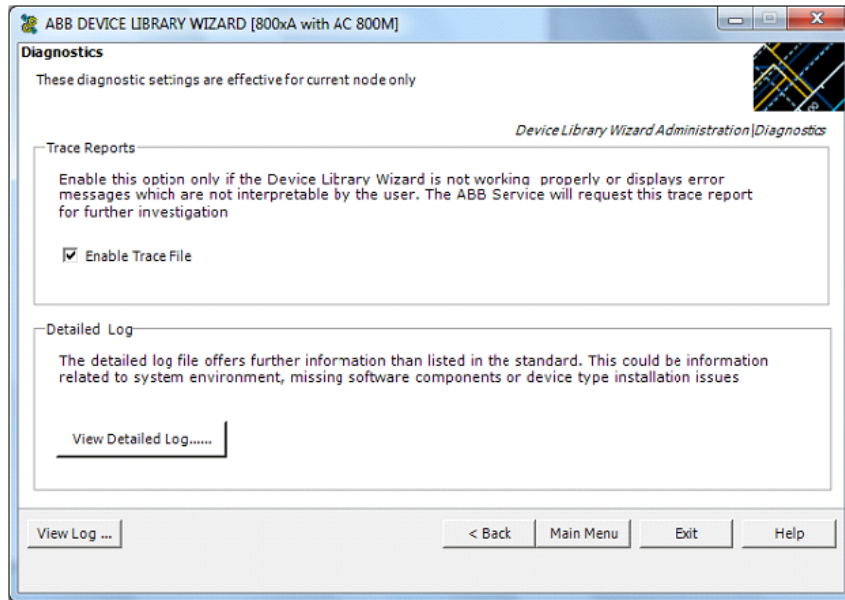 ABB DEVICE LIBRARY WIZARD [800xA with AC 800M]
Diagnostics
These diagnostic settings are effective for current node only
Device Library Wizard Administration|Diagnostics
Trace Reports
Enable this option only if the Device Library Wizard is not working properly or displays error
messages which are not interpretable by the user. The ABB Service will request this trace report
for further investigation
Enable Trace File
Detailed Log
The detailed log file offers further information than listed in the standard. This could be information
related to system environment, missing software components or device type installation issues
View Detailed Log......
View Log ...
< Back
Main Menu
Exit
Help